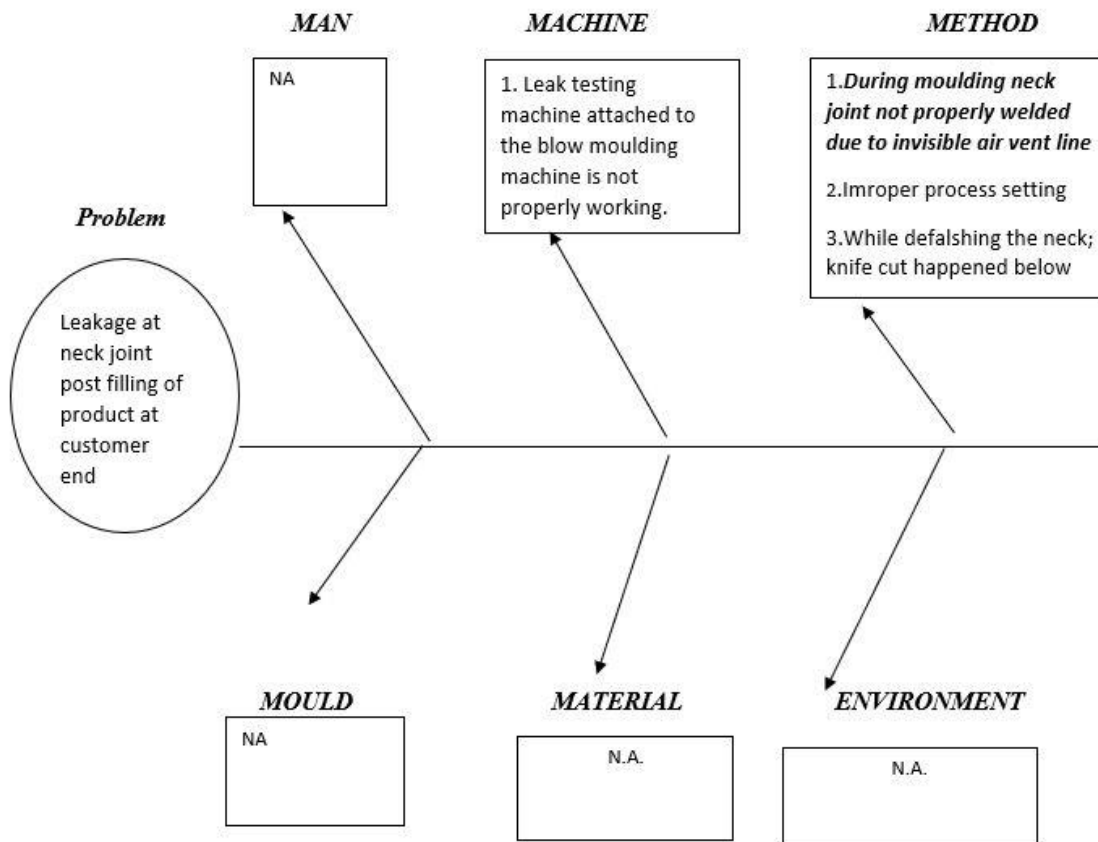 MAN
MACHINE
METHOD
NA
1. Leak testing
machine attached to
the blow moulding
machine is not
properly working.
1.During moulding neck
joint not properly welded
due to invisible air vent line
2.Imroper process setting
3.While defalshing the neck;
knife cut happened below
Problem
Leakage at
neck joint
post filling of
product at
customer
end
MOULD
MATERIAL
ENVIRONMENT
NA
N.A.
N.A.